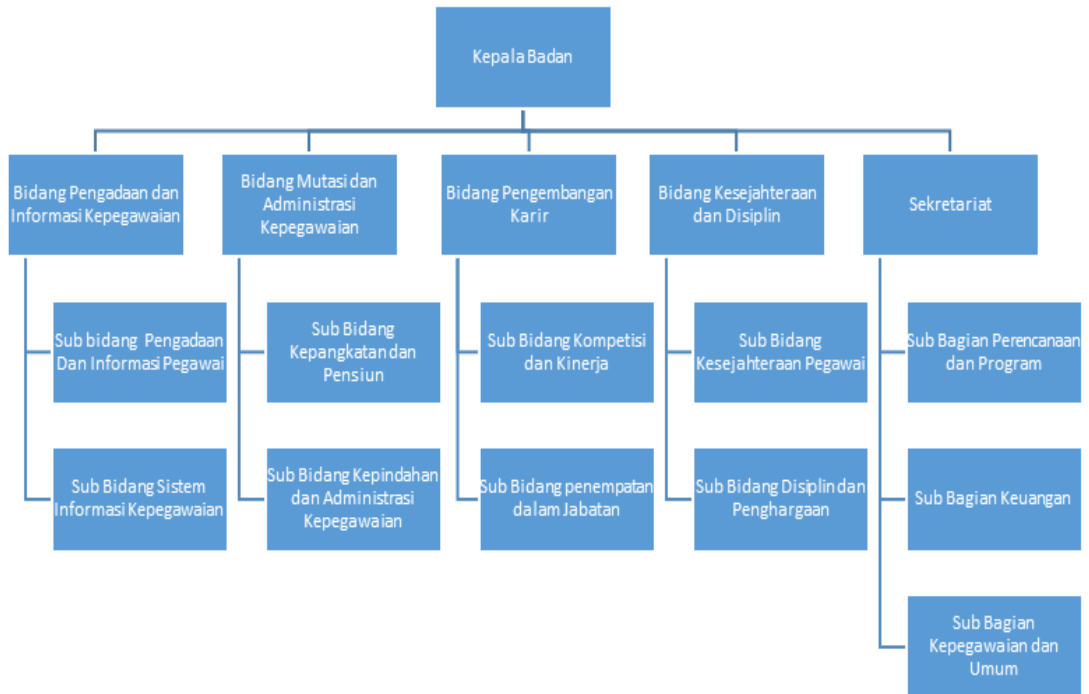 Kepala Badan
Bidang Pengadaan dan
Informasi Kepegawaian
Bidang Mutasi dan
Administrasi
Kepegawaian
Bidang Pengembangan
Karir
Bidang Kesejahteraan
dan Disiplin
Sekretariat
Sub bidang Pengadaan
Dan Informasi Pegawai
Sub Bidang
Kepangkatan dan
Pensiun
Sub Bidang Kompetisi
dan Kinerja
Sub Bidang
Kesejahteraan Pegawai
Sub Bagian Perencanaan
dan Program
Sub Bidang Sistem
Informasi Kepegawaian
Sub Bidang Kepindahan
dan Administrasi
Kepegawaian
Sub Bidang penempatan
dalam Jabatan
Sub Bidang Disiplin dan
Penghargaan
Sub Bagian Keuangan
Sub Bagian
Kepegawaian dan
Umum